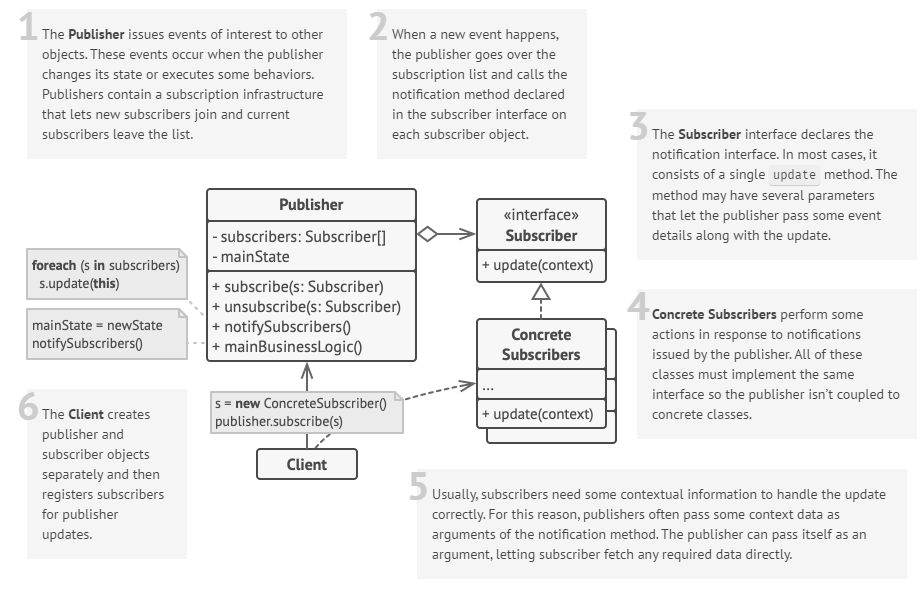 1
The Publisher issues events of interest to other
objects. These events occur when the publisher
changes its state or executes some behaviors.
Publishers contain a subscription infrastructure
that lets new subscribers join and current
subscribers leave the list.
2
When a new event happens,
the publisher goes over the
subscription list and calls the
notification method declared
in the subscriber interface on
each subscriber object.
3
The Subscriber interface declares the
notification interface. In most cases, it
consists of a single update method. The
method may have several parameters
that let the publisher pass some event
details along with the update.
Publisher
- subscribers: Subscriber[]
- mainState
+ subscribe(s: Subscriber)
+ unsubscribe(s: Subscriber)
+ notifySubscribers()
+ mainBusinessLogic()
«interface»
Subscriber
+ update(context)
foreach (s in subscribers)
s.update(this)
mainState = newState
notifySubscribers()
4
Concrete Subscribers perform some
actions in response to notifications
issued by the publisher. All of these
classes must implement the same
interface so the publisher isn't coupled to
concrete classes.
Concrete
Subscribers
...
+ update(context)
s = new ConcreteSubscriber()
publisher.subscribe(s)
Client
6
The Client creates
publisher and
subscriber objects
separately and then
registers subscribers
for publisher
updates.
5
Usually, subscribers need some contextual information to handle the update
correctly. For this reason, publishers often pass some context data as
arguments of the notification method. The publisher can pass itself as an
argument, letting subscriber fetch any required data directly.